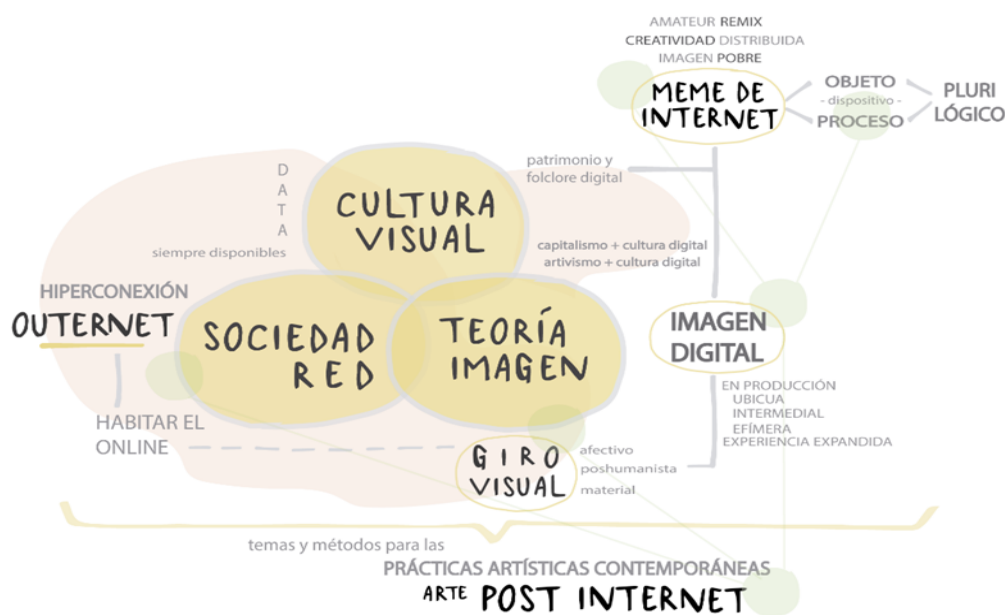 AMATEUR REMIX
CREATIVIDAD DISTRIBUIDA
IMAGEN POBRE
MEME DE
INTERNET
OBJETO
- dispositivo -
PROCESO
PLURI
LÓGICO
patrimonio y
folclore digital
DATA
siempre disponibles
CULTURA
VISUAL
capitalismo + cultura digital
artivismo + cultura digital
HIPERCONEXIÓN
OUTERNET
SOCIEDAD
RED
TEORÍA
IMAGEN
IMAGEN
DIGITAL
EN PRODUCCIÓN
UBICUA
INTERMEDIAL
EFÍMERA
EXPERIENCIA EXPANDIDA
HABITAR EL
ONLINE
GIRO
VISUAL
afectivo
poshumanista
material
temas y métodos para las
PRÁCTICAS ARTÍSTICAS CONTEMPORÁNEAS
ARTE POST INTERNET